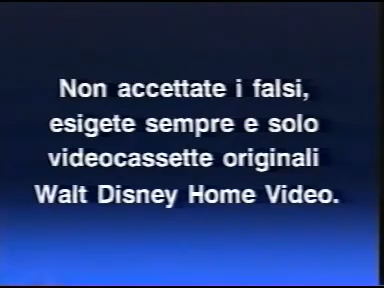 Non accettate i falsi,
esigete sempre e solo
videocassette originali
Walt Disney Home Video.